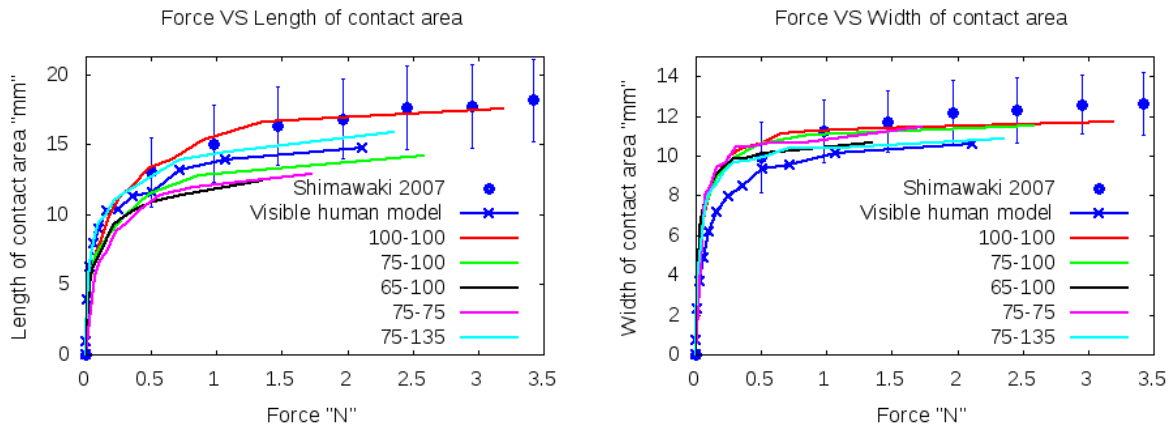 Force VS Length of contact area
Length of contact area "mm"
20
15
10
5
0
Shimawaki 2007
Visible human model
100-100
75-100
65-100
75-75
75-135
0 0.5 1 1.5 2 2.5 3 3.5
Force "N"
Force VS Width of contact area
Width of contact area "mm"
14
12
10
8
6
4
2
0
Shimawaki 2007
Visible human model
100-100
75-100
65-100
75-75
75-135
0 0.5 1 1.5 2 2.5 3 3.5
Force "N"